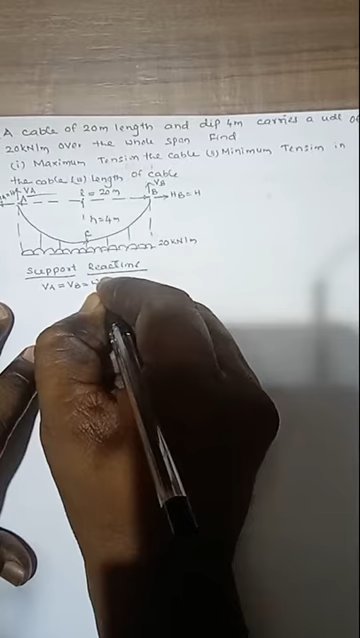 A cable of 20m length and dip 4m carries a udl of
20kN/m over the whole span Find
(i) Maximum Tension the cable (ii) Minimum Tension in
the cable (iii) Length of cable
VA l = 20m VB
A B HB = H
h = 4m
C
20kN/m
Support Reactions
VA = VB =